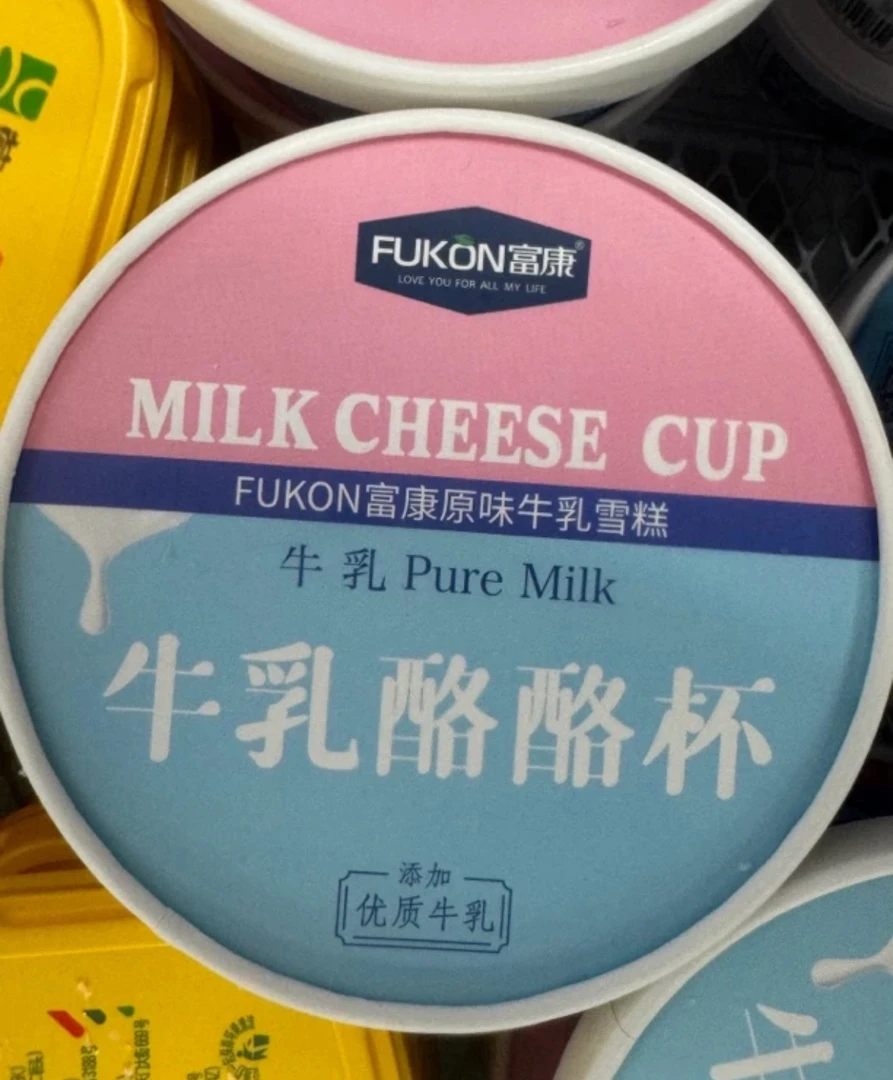 FUKON富康®
LOVE YOU FOR ALL MY LIFE
MILK CHEESE CUP
FUKON富康原味牛乳雪糕
牛乳 Pure Milk
牛乳酪酪杯
添加
优质牛乳
牛